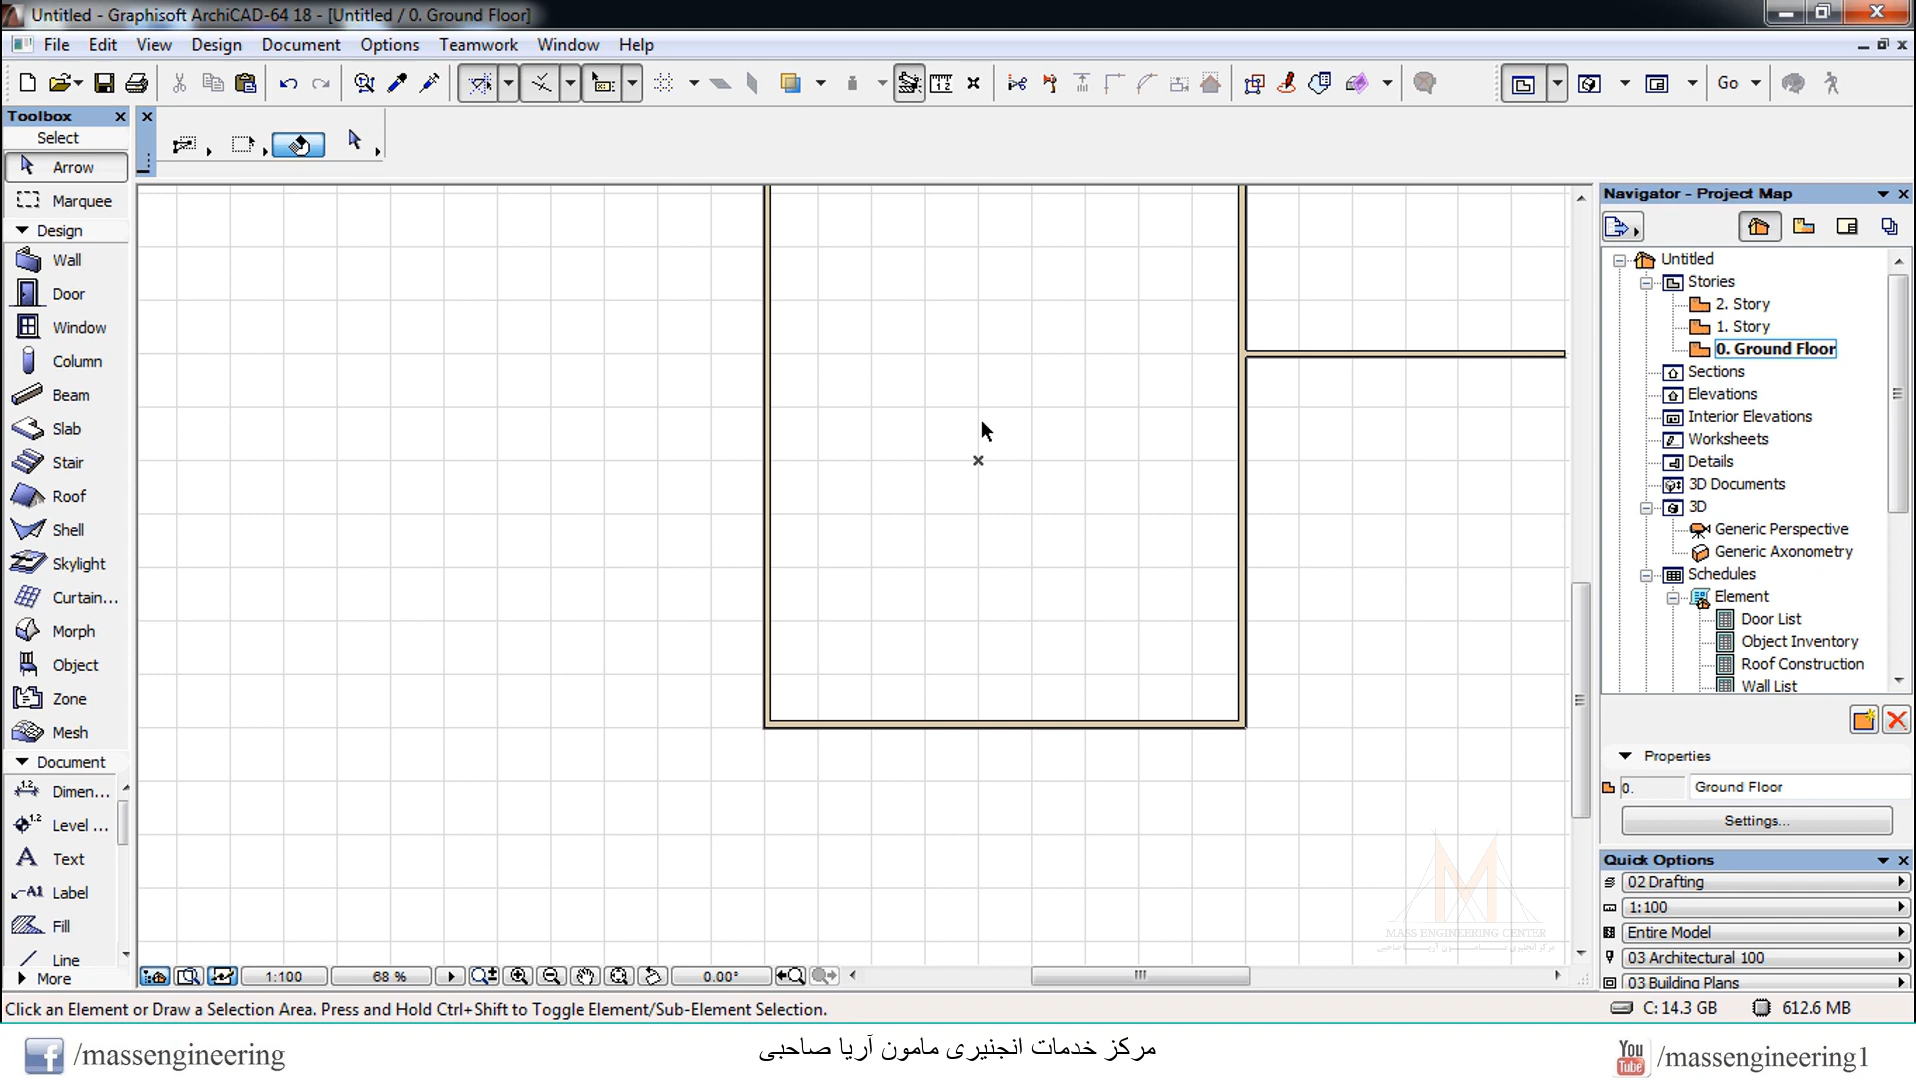 Untitled - Graphisoft ArchiCAD-64 18 - [Untitled / 0. Ground Floor]
File Edit View Design Document Options Teamwork Window Help
Go
Toolbox
Select
Arrow
Marquee
Design
Wall
Door
Window
Column
Beam
Slab
Stair
Roof
Shell
Skylight
Curtain...
Morph
Object
Zone
Mesh
Document
Dimen...
Level ...
Text
Label
Fill
Line
More
Navigator - Project Map
Untitled
Stories
2. Story
1. Story
0. Ground Floor
Sections
Elevations
Interior Elevations
Worksheets
Details
3D Documents
3D
Generic Perspective
Generic Axonometry
Schedules
Element
Door List
Object Inventory
Roof Construction
Wall List
Properties
0. Ground Floor
Settings...
Quick Options
02 Drafting
1:100
Entire Model
03 Architectural 100
03 Building Plans
MASS ENGINEERING CENTER
1:100 68 % 0.00°
Click an Element or Draw a Selection Area. Press and Hold Ctrl+Shift to Toggle Element/Sub-Element Selection.
C: 14.3 GB 612.6 MB
/massengineering
مرکز خدمات انجنیری مامون آریا صاحبی
You Tube /massengineering1